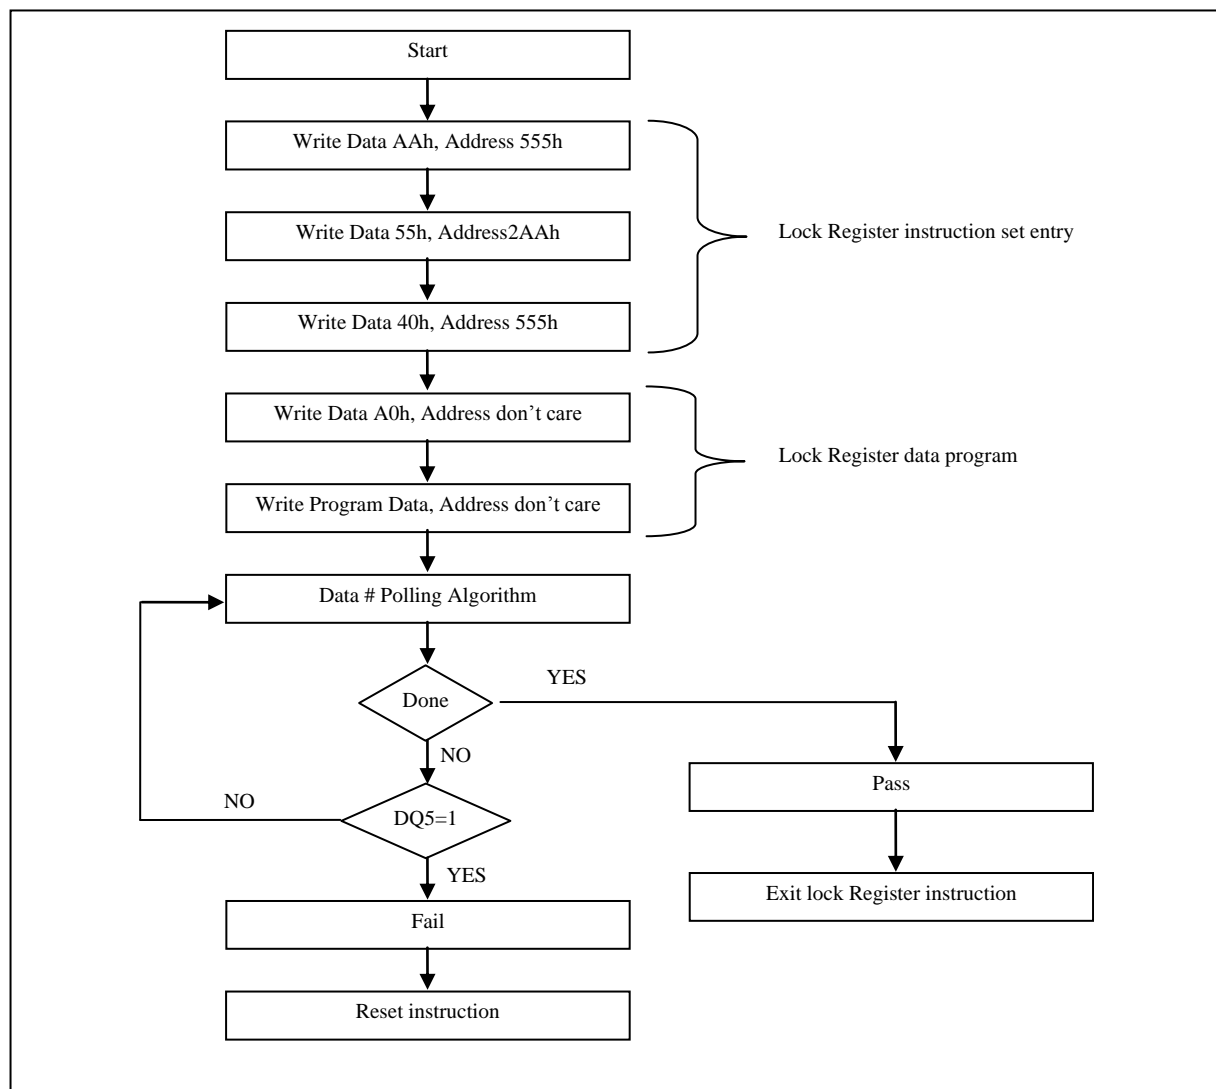 Start
Write Data AAh, Address 555h
Write Data 55h, Address2AAh
Lock Register instruction set entry
Write Data 40h, Address 555h
Write Data A0h, Address don’t care
Lock Register data program
Write Program Data, Address don’t care
Data # Polling Algorithm
YES
Done
NO
Pass
NO
DQ5=1
YES
Exit lock Register instruction
Fail
Reset instruction